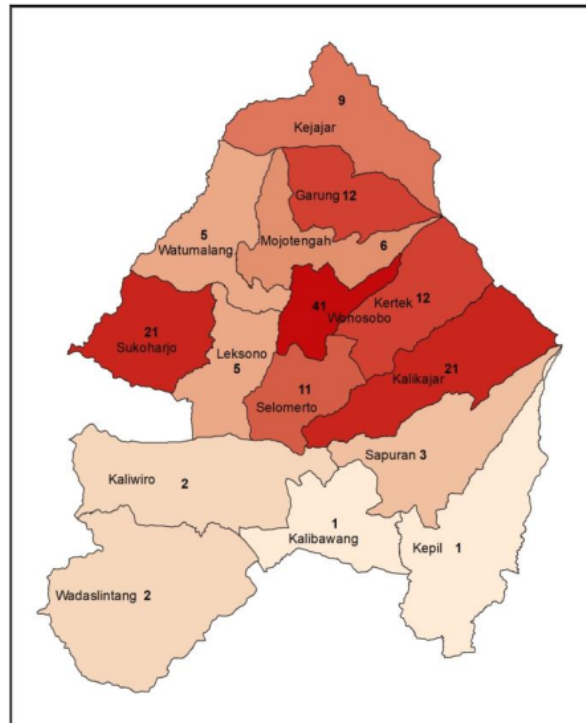 9
Kejajar
Garung 12
5
Watumalang
Mojotengah
6
41
Wonosobo
Kertek
12
21
Sukoharjo
Leksono
5
21
Kalikajar
11
Selomerto
Sapuran 3
Kaliwiro
2
1
Kalibawang
Kepil 1
Wadaslintang 2